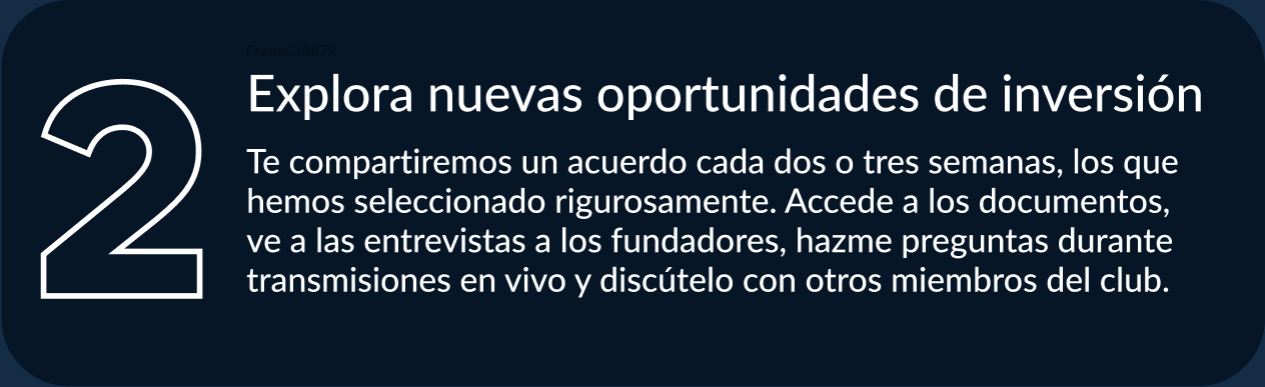 Frame 35872
2
Explora nuevas oportunidades de inversión
Te compartiremos un acuerdo cada dos o tres semanas, los que
hemos seleccionado rigurosamente. Accede a los documentos,
ve a las entrevistas a los fundadores, hazme preguntas durante
transmisiones en vivo y discútelo con otros miembros del club.